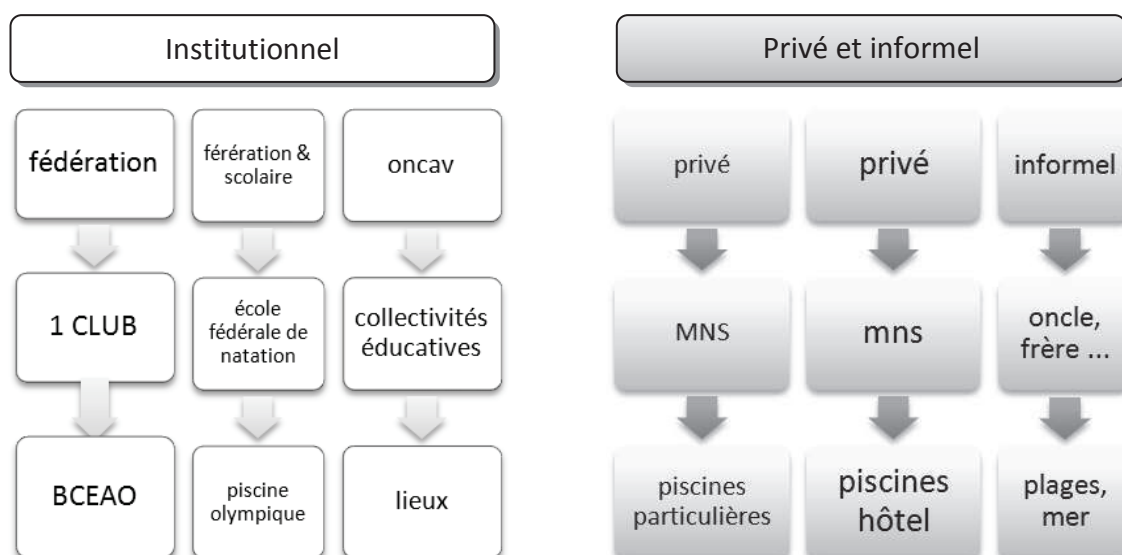 Institutionnel
Privé et informel
fédération
férération &
scolaire
oncav
privé
privé
informel
1 CLUB
école
fédérale de
natation
collectivités
éducatives
MNS
mns
oncle,
frère ...
BCEAO
piscine
olympique
lieux
piscines
particulières
piscines
hôtel
plages,
mer